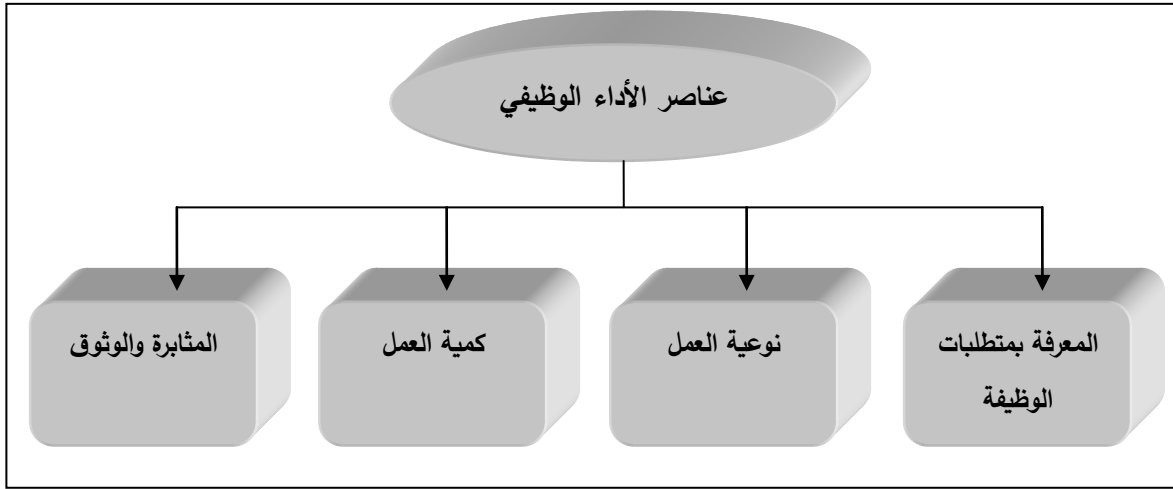 عناصر الأداء الوظيفي
المعرفة بمتطلبات
الوظيفة
نوعية العمل
كمية العمل
المثابرة والوثوق